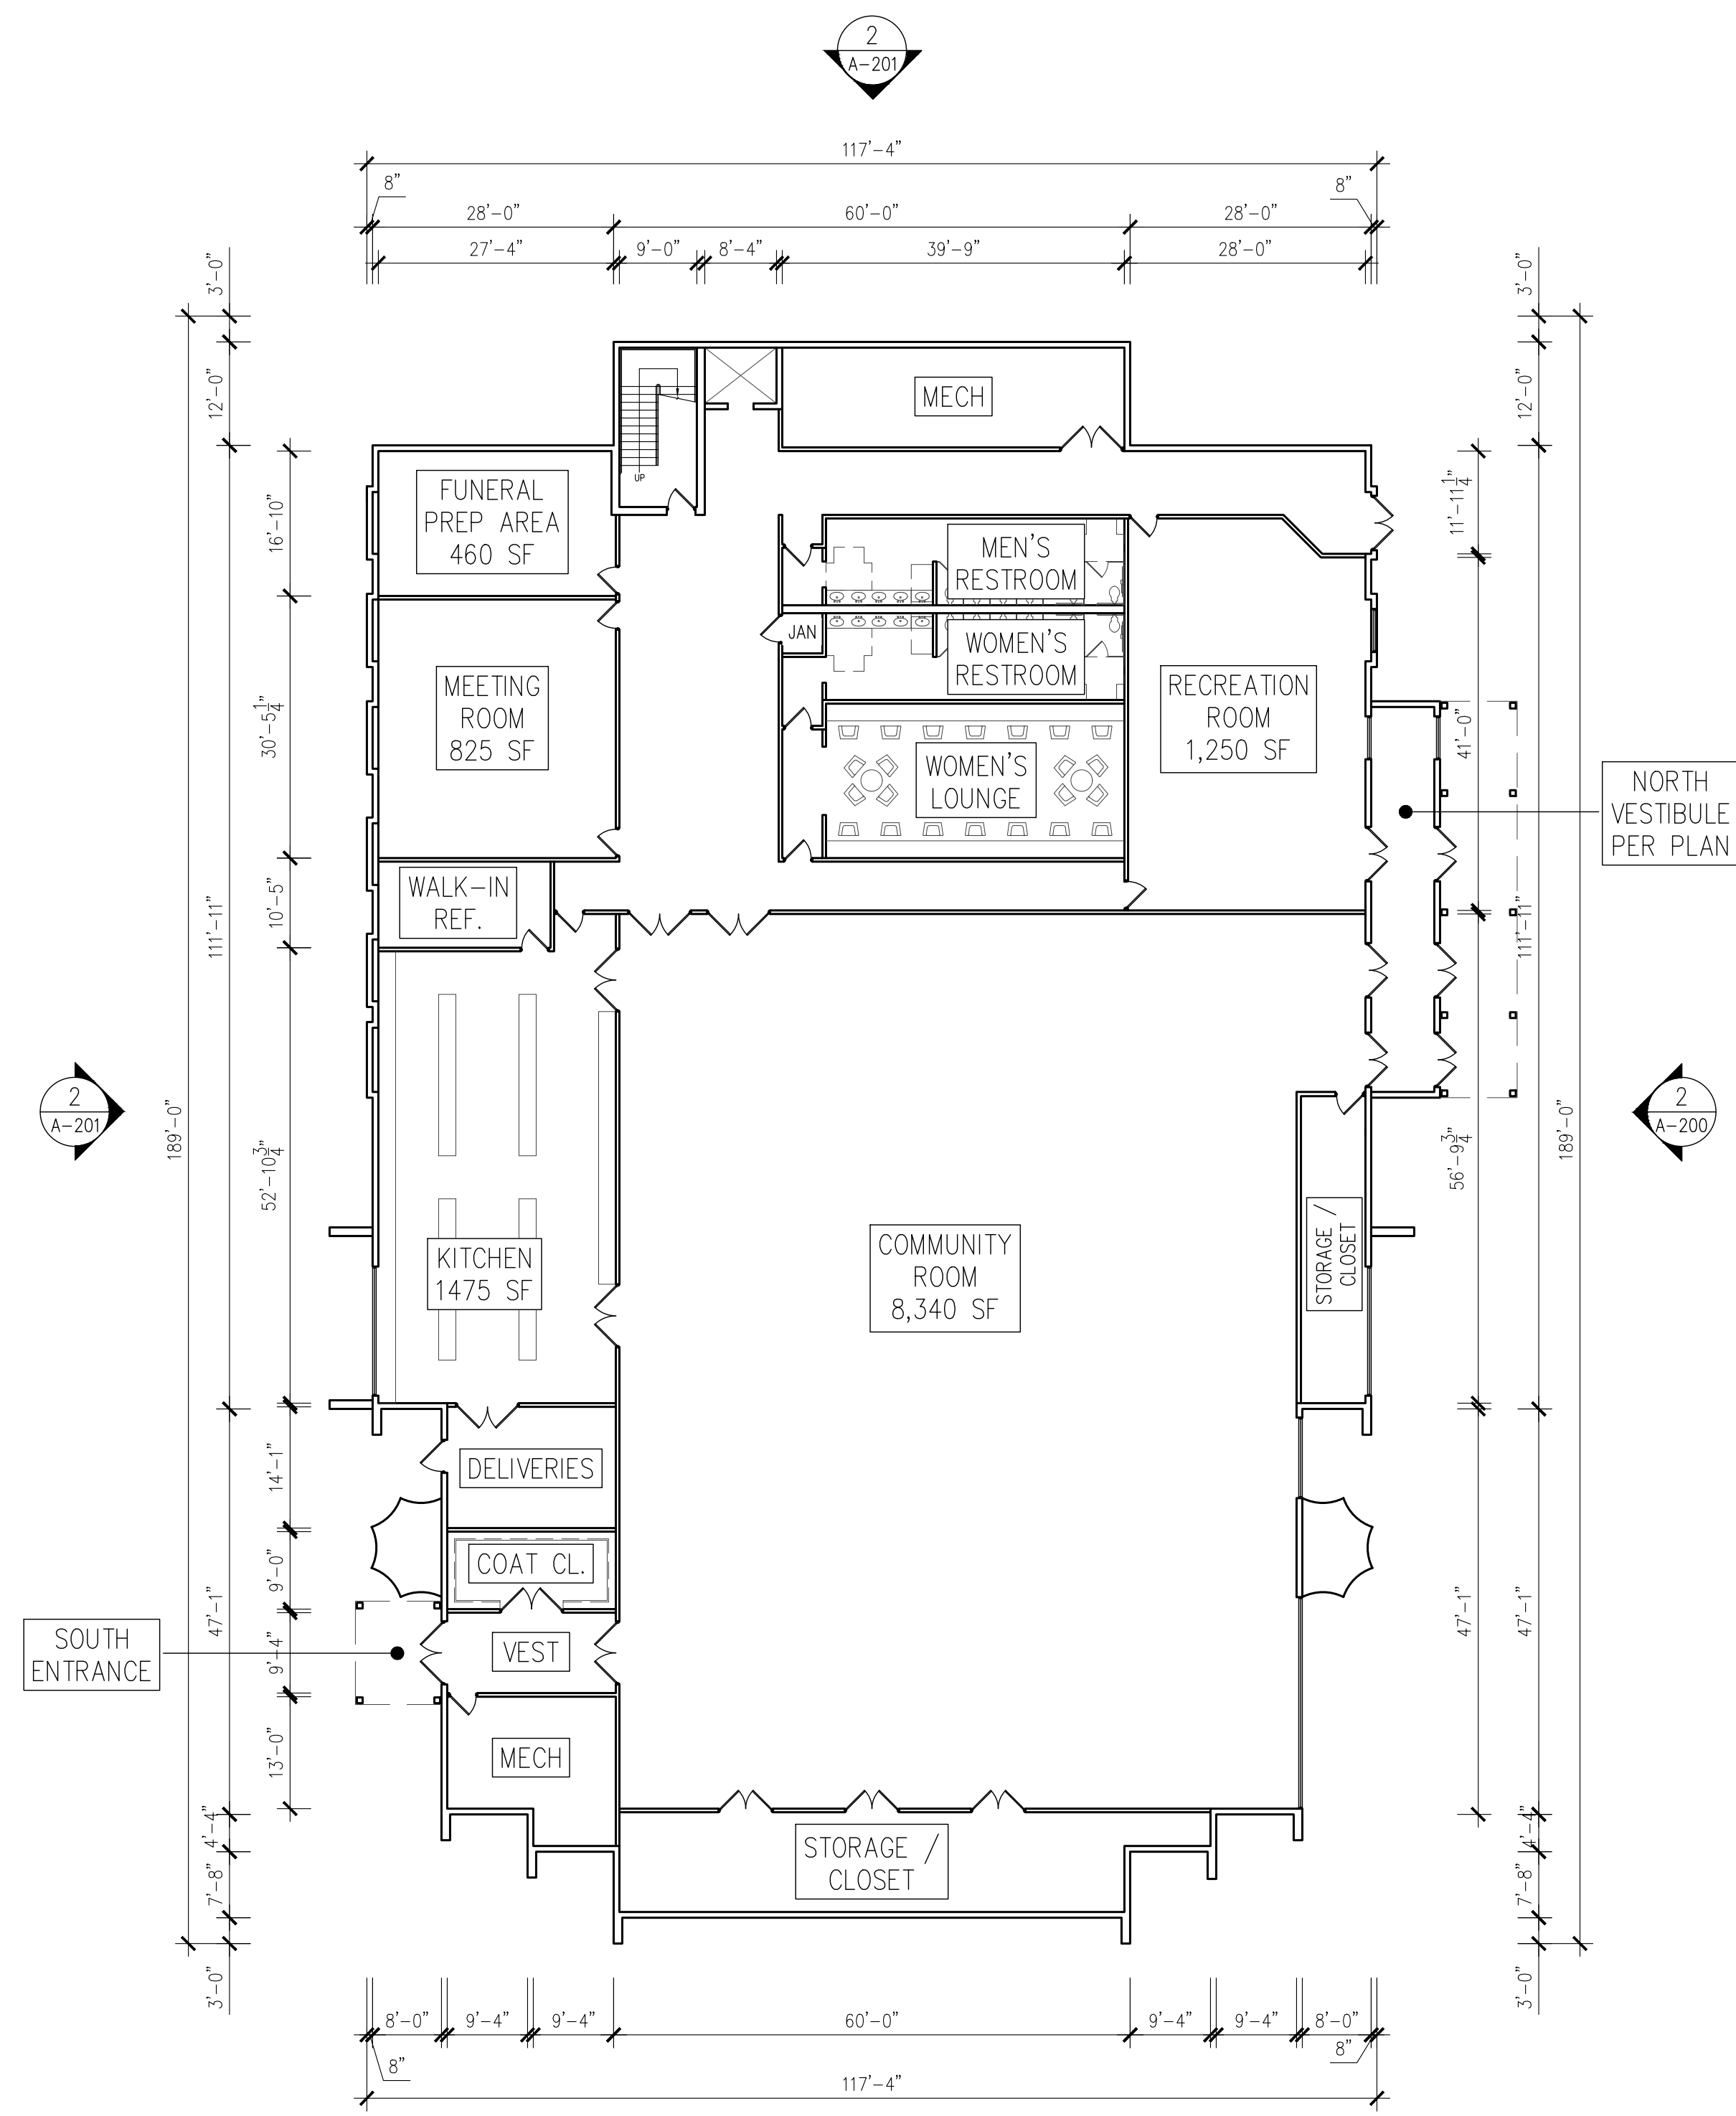 2
A-201
117'-4"
8"
8"
28'-0"
60'-0"
28'-0"
27'-4"
9'-0"
8'-4"
39'-9"
28'-0"
3'-0"
3'-0"
12'-0"
12'-0"
MECH
UP
FUNERAL
PREP AREA
460 SF
16'-10"
11'-11 1/4"
MEN'S
RESTROOM
JAN
WOMEN'S
RESTROOM
MEETING
ROOM
825 SF
RECREATION
ROOM
1,250 SF
30'-5 1/4"
41'-0"
WOMEN'S
LOUNGE
NORTH
VESTIBULE
PER PLAN
WALK-IN
REF.
10'-5"
111'-11"
111'-11"
2
A-201
189'-0"
52'-10 3/4"
56'-9 3/4"
189'-0"
2
A-200
KITCHEN
1475 SF
COMMUNITY
ROOM
8,340 SF
STORAGE /
CLOSET
DELIVERIES
14'-1"
COAT CL.
9'-0"
47'-1"
47'-1"
47'-1"
SOUTH
ENTRANCE
VEST
9'-4"
MECH
13'-0"
4'-4"
4'-4"
STORAGE /
CLOSET
7'-8"
7'-8"
3'-0"
3'-0"
8'-0"
9'-4"
9'-4"
60'-0"
9'-4"
9'-4"
8'-0"
8"
8"
117'-4"